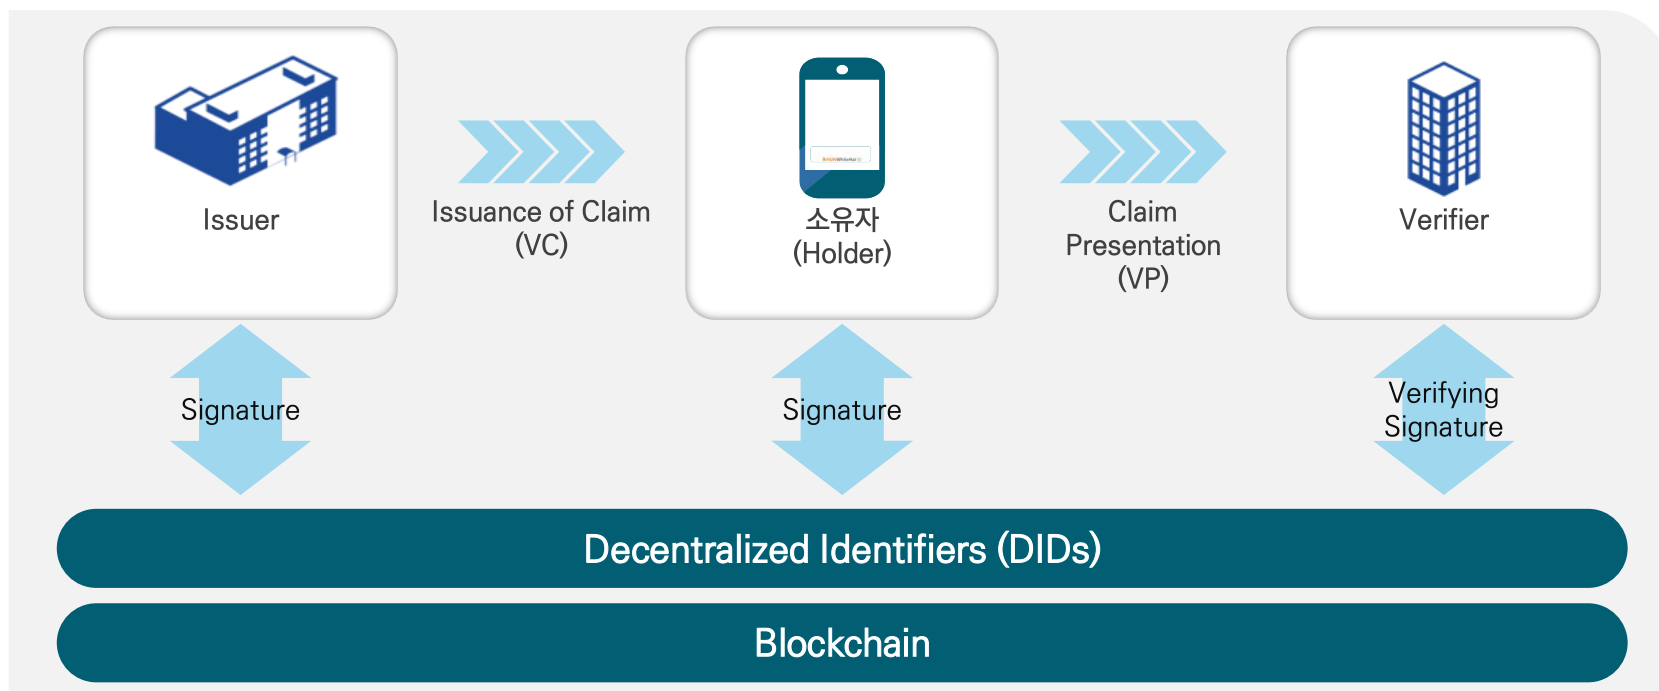 Issuer
Issuance of Claim
(VC)
소유자
(Holder)
Claim
Presentation
(VP)
Verifier
Signature
Signature
Verifying
Signature
Decentralized Identifiers (DIDs)
Blockchain